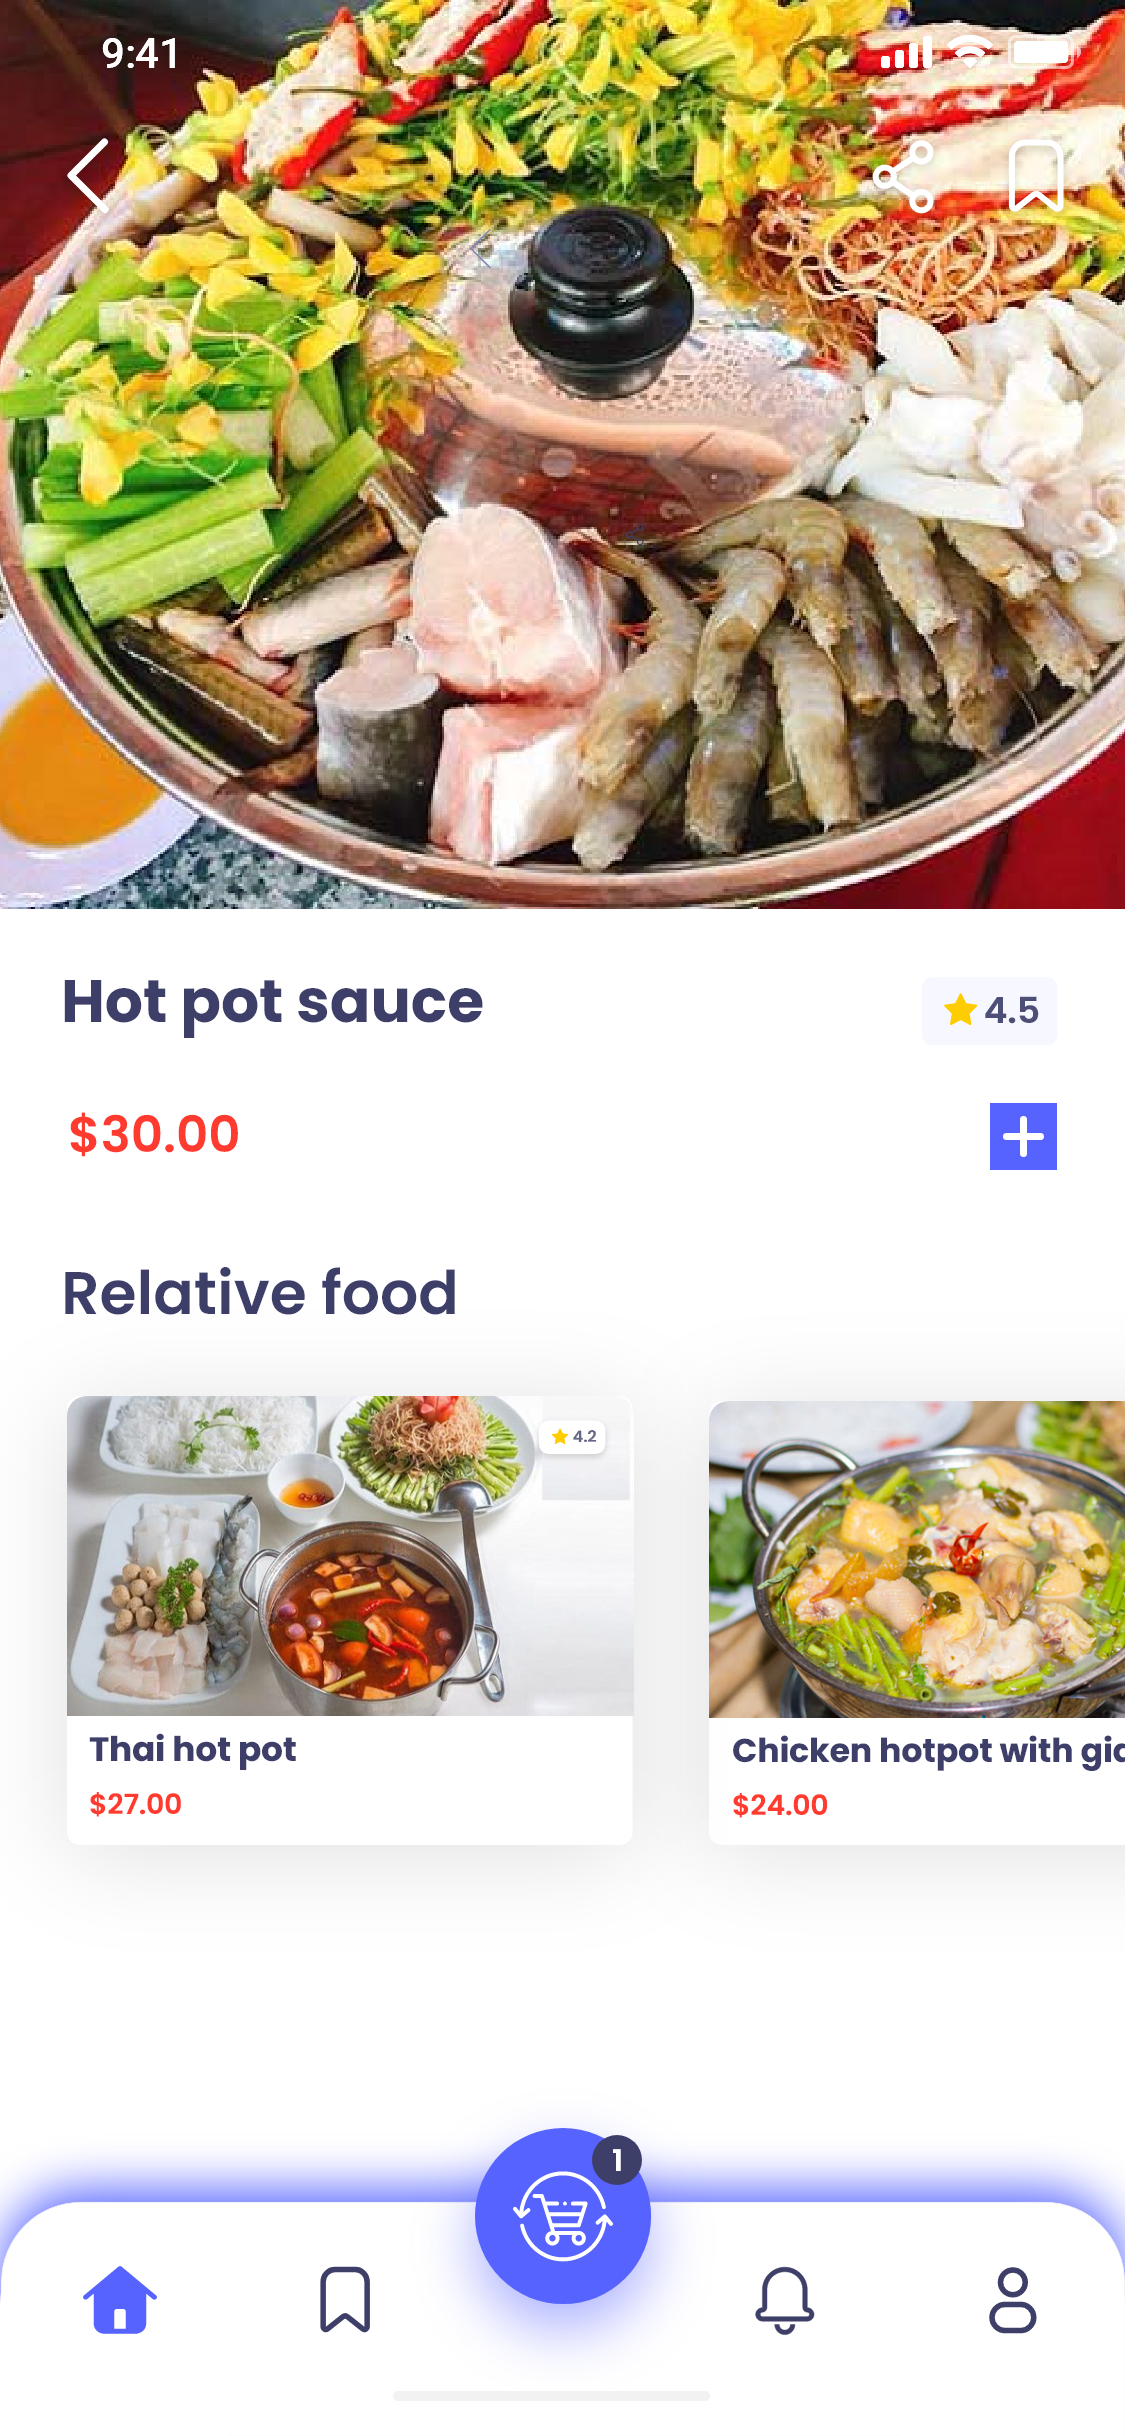 9:41
Hot pot sauce
4.5
$30.00
Relative food
4.2
Thai hot pot
$27.00
Chicken hotpot with
$24.00
1